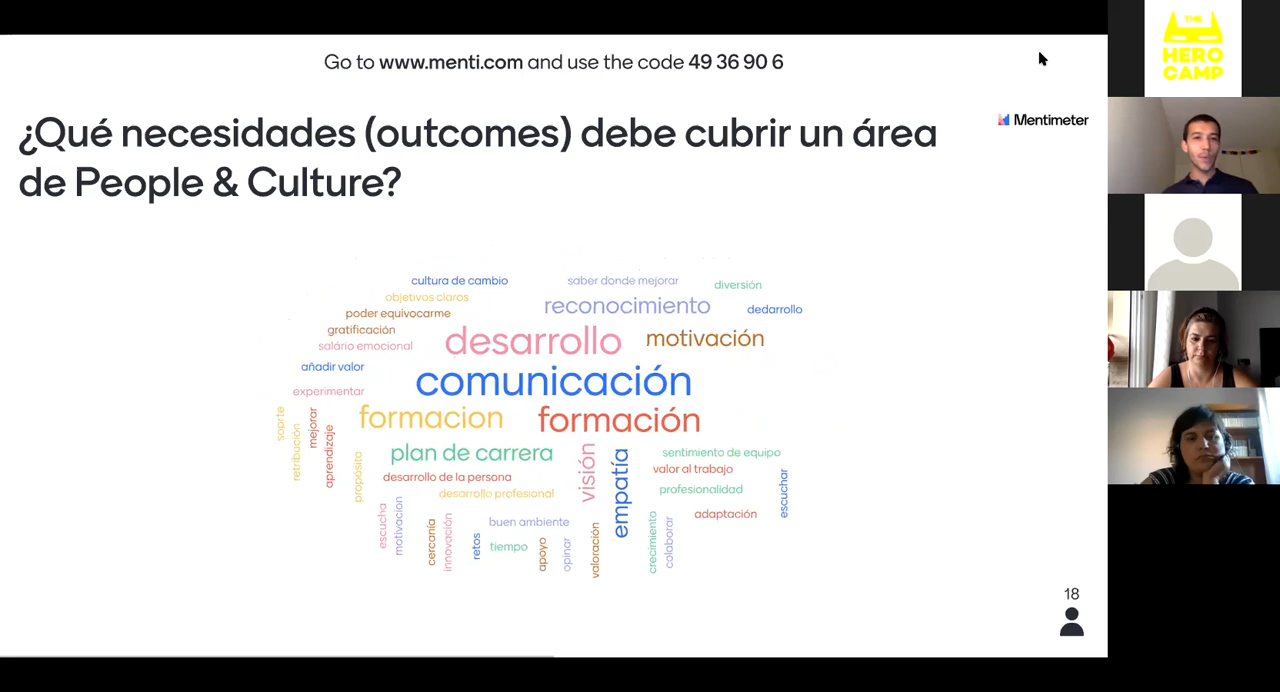 Go to www.menti.com and use the code 49 36 90 6
THE
HERO
CAMP
¿Qué necesidades (outcomes) debe cubrir un área
de People & Culture?
Mentimeter
cultura de cambio
saber donde mejorar
diversión
objetivos claros
reconocimiento
dedarrollo
poder equivocarme
gratificación
desarrollo
motivación
salário emocional
añadir valor
comunicación
experimentar
formacion
formación
soprte
retribución
mejorar
aprendizaje
propósito
plan de carrera
visión
empatía
sentimiento de equipo
valor al trabajo
desarrollo de la persona
desarrollo profesional
profesionalidad
escuchar
escucha
motivacion
cercanía
innovación
retos
buen ambiente
tiempo
apoyo
opinar
valoración
crecimiento
colaborar
adaptación
18